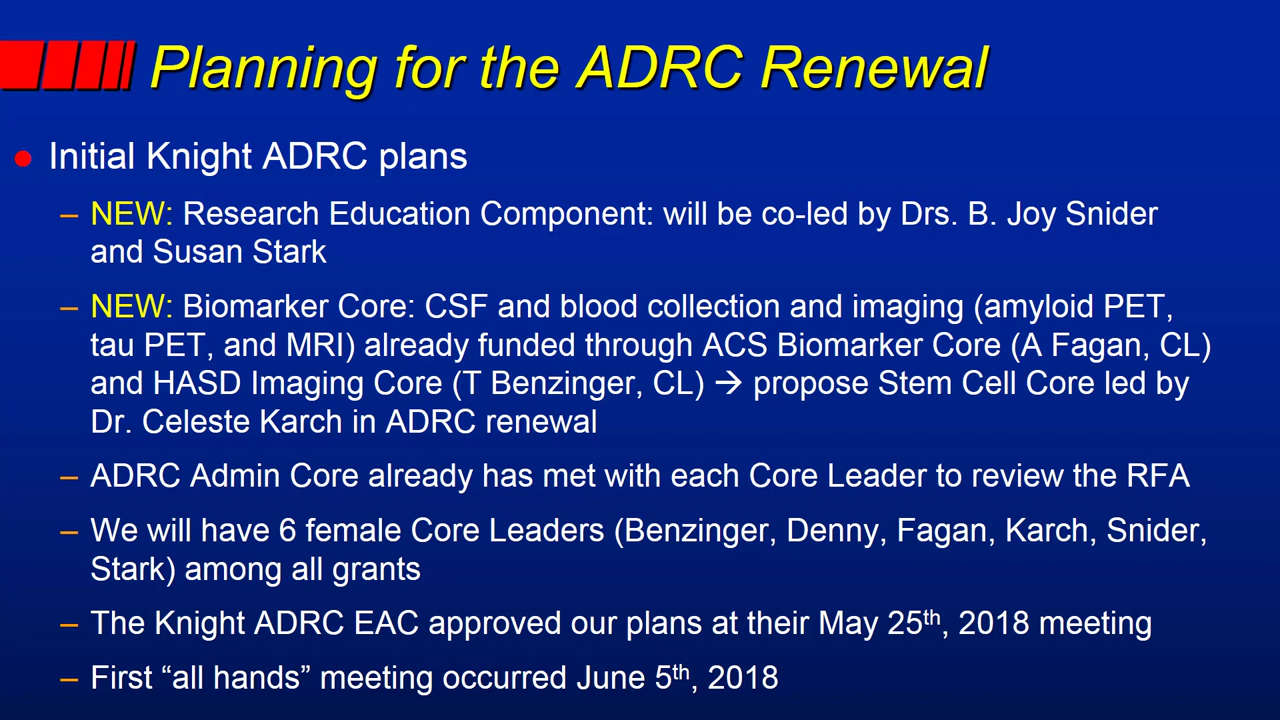 Planning for the ADRC Renewal
● Initial Knight ADRC plans
– NEW: Research Education Component: will be co-led by Drs. B. Joy Snider
and Susan Stark
– NEW: Biomarker Core: CSF and blood collection and imaging (amyloid PET,
tau PET, and MRI) already funded through ACS Biomarker Core (A Fagan, CL)
and HASD Imaging Core (T Benzinger, CL) → propose Stem Cell Core led by
Dr. Celeste Karch in ADRC renewal
– ADRC Admin Core already has met with each Core Leader to review the RFA
– We will have 6 female Core Leaders (Benzinger, Denny, Fagan, Karch, Snider,
Stark) among all grants
– The Knight ADRC EAC approved our plans at their May 25th, 2018 meeting
– First “all hands” meeting occurred June 5th, 2018